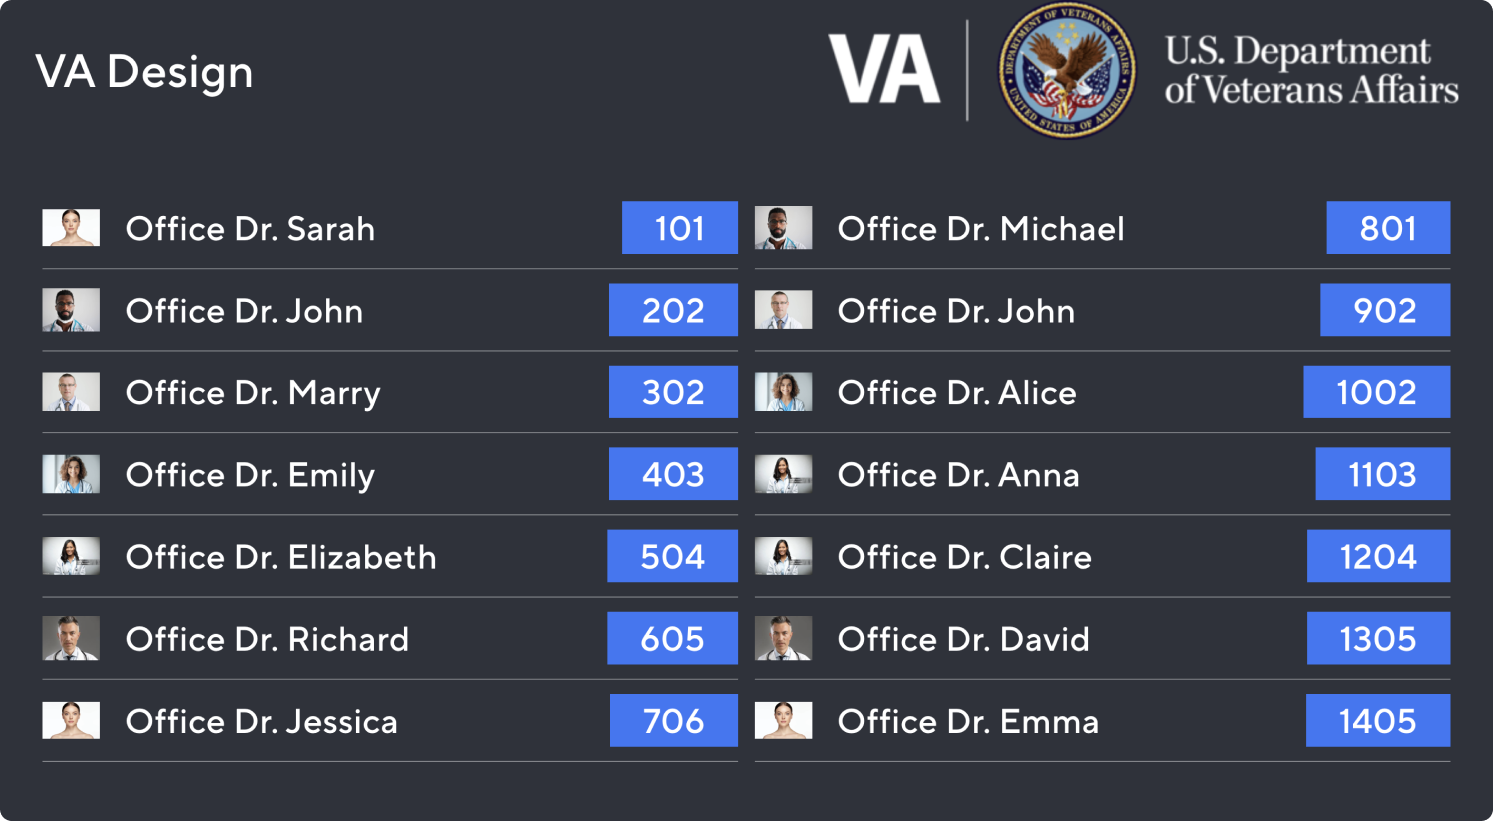 VA Design
VA
DEPARTMENT OF VETERANS AFFAIRS
UNITED STATES OF AMERICA
U.S. Department
of Veterans Affairs
Office Dr. Sarah 101
Office Dr. John 202
Office Dr. Marry 302
Office Dr. Emily 403
Office Dr. Elizabeth 504
Office Dr. Richard 605
Office Dr. Jessica 706
Office Dr. Michael 801
Office Dr. John 902
Office Dr. Alice 1002
Office Dr. Anna 1103
Office Dr. Claire 1204
Office Dr. David 1305
Office Dr. Emma 1405